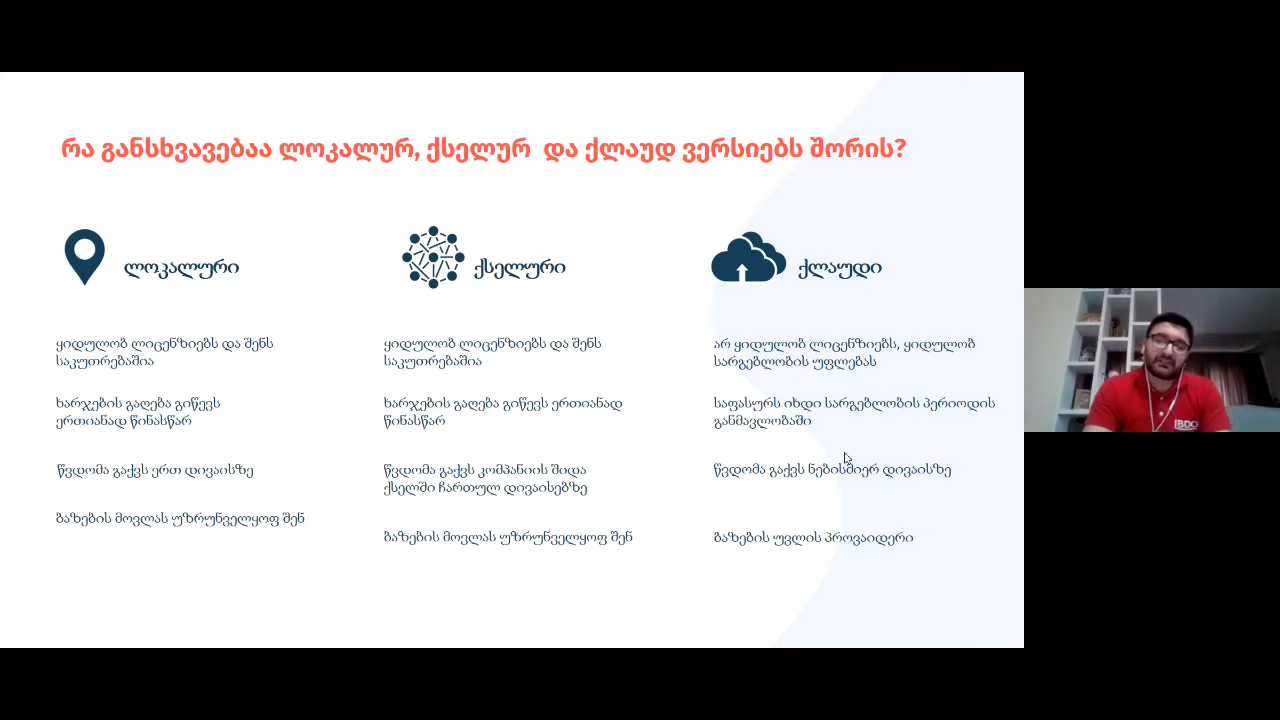 რა განსხვავებაა ლოკალურ, ქსელურ და ქლაუდ ვერსიებს შორის?
ლოკალური
ყიდულობ ლიცენზიებს და შენს
საკუთრებაშია
ხარჯების გაღება გიწევს
ერთიანად წინასწარ
წვდომა გაქვს ერთ დივაისზე
ბაზების მოვლას უზრუნველყოფ შენ
ქსელური
ყიდულობ ლიცენზიებს და შენს
საკუთრებაშია
ხარჯების გაღება გიწევს ერთიანად
წინასწარ
წვდომა გაქვს კომპანიის შიდა
ქსელში ჩართულ დივაისებზე
ბაზების მოვლას უზრუნველყოფ შენ
ქლაუდი
არ ყიდულობ ლიცენზიებს, ყიდულობ
სარგებლობის უფლებას
საფასურს იხდი სარგებლობის პერიოდის
განმავლობაში
წვდომა გაქვს ნებისმიერ დივაისზე
ბაზების უვლის პროვაიდერი
BDO